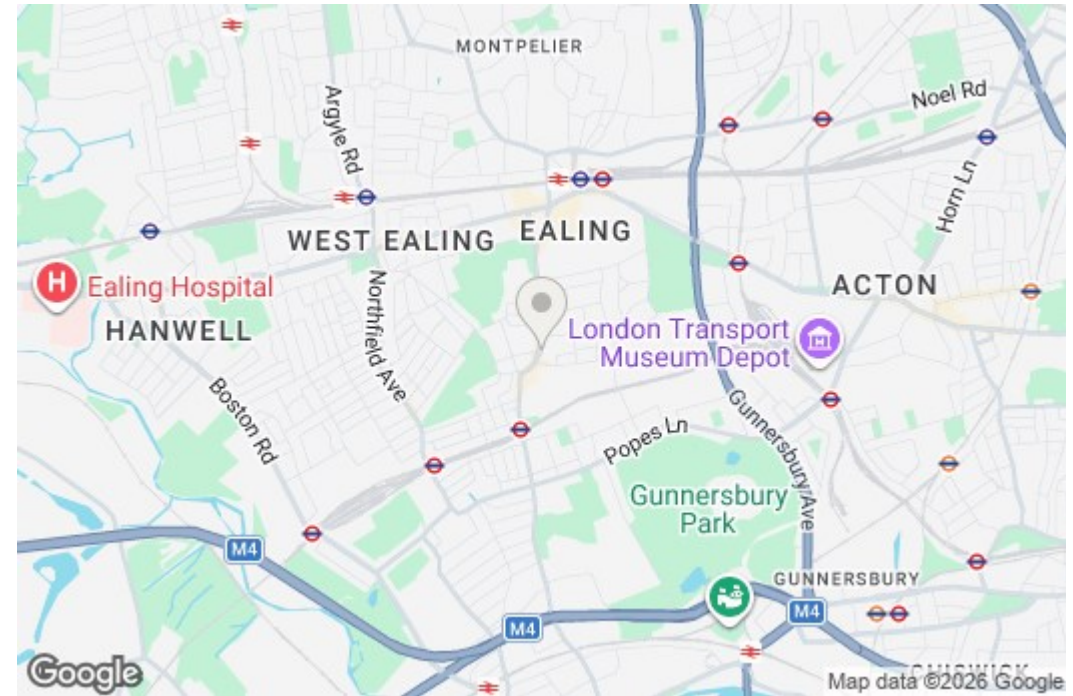 MONTPELIER
Noel Rd
Argyle Rd
Horn Ln
WEST EALING
EALING
ACTON
Ealing Hospital
HANWELL
Northfield Ave
London Transport
Museum Depot
Boston Rd
Gunnersbury Ave
Popes Ln
Gunnersbury
Park
M4
GUNNERSBURY
M4
M4
CHISWICK
Google
Map data ©2026 Google